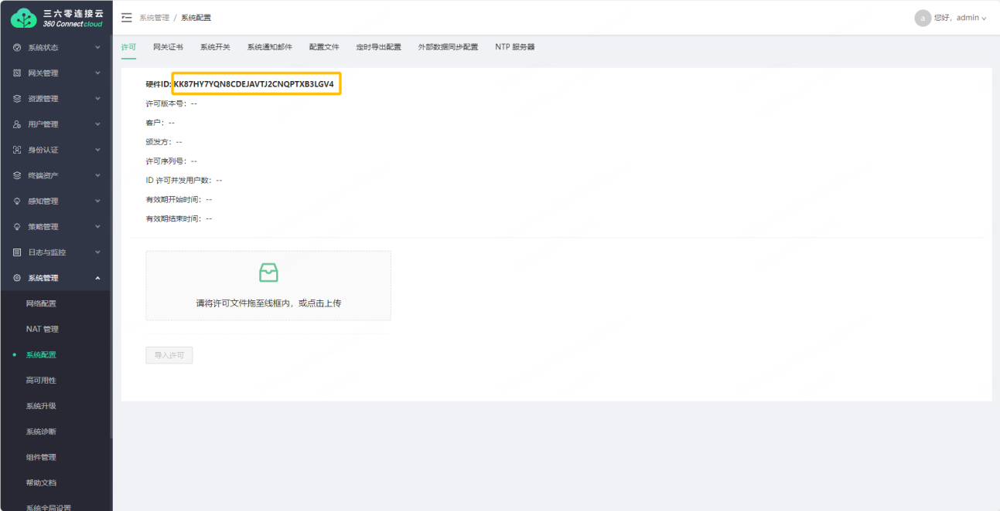 三六零连接云
360 Connectcloud
系统管理 / 系统配置
a 您好，admin
系统状态
网关管理
资源管理
用户管理
身份认证
终端资产
感知管理
策略管理
日志与监控
系统管理
网络配置
NAT 管理
系统配置
高可用性
系统升级
系统诊断
组件管理
帮助文档
系统全局设置
许可 网关证书 系统开关 系统通知邮件 配置文件 定时导出配置 外部数据同步配置 NTP 服务器
硬件ID: KK87HY7YQN8CDEJAVTJ2CNQPTXB3LGV4
许可版本号： --
客户： --
颁发方： --
许可序列号： --
ID 许可并发用户数： --
有效期开始时间： --
有效期结束时间： --
请将许可文件拖至线框内，或点击上传
导入许可